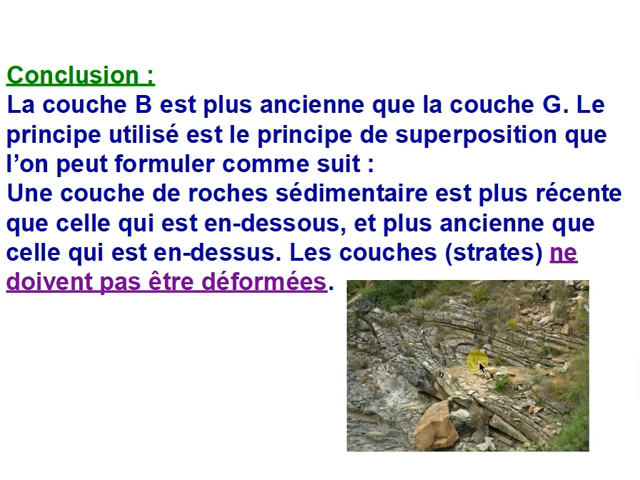 Conclusion :
La couche B est plus ancienne que la couche G. Le
principe utilisé est le principe de superposition que
l’on peut formuler comme suit :
Une couche de roches sédimentaire est plus récente
que celle qui est en-dessous, et plus ancienne que
celle qui est en-dessus. Les couches (strates) ne
doivent pas être déformées.